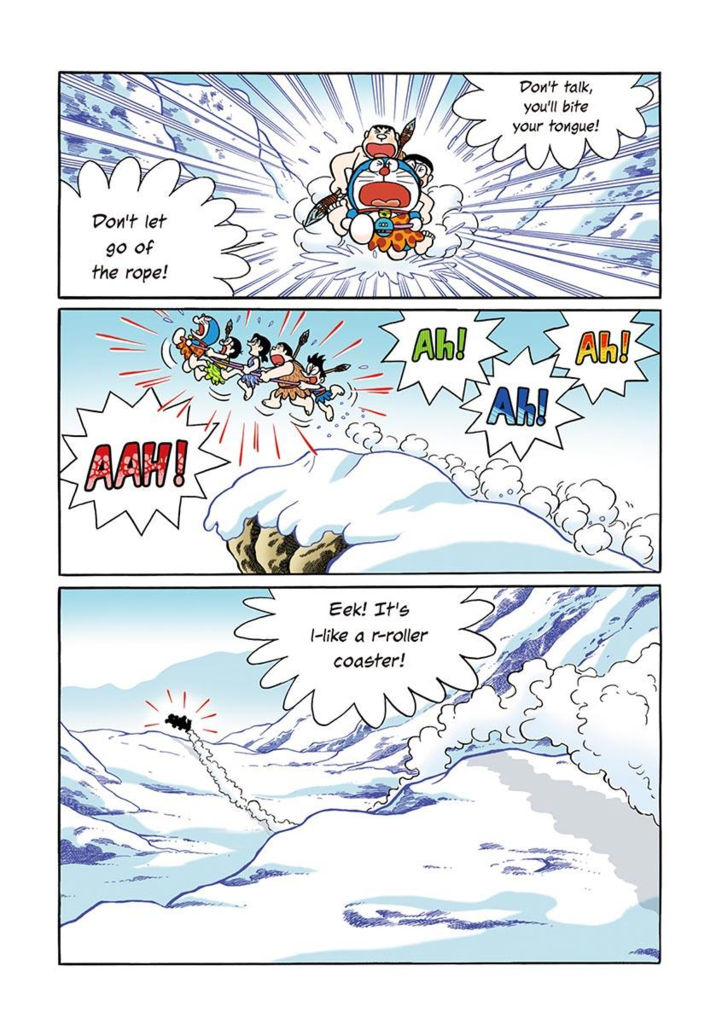 Don't talk,
you'll bite
your tongue!
Don't let
go of
the rope!
Ah!
Ah!
Ah!
AAH!
Eek! It's
l-like a r-roller
coaster!